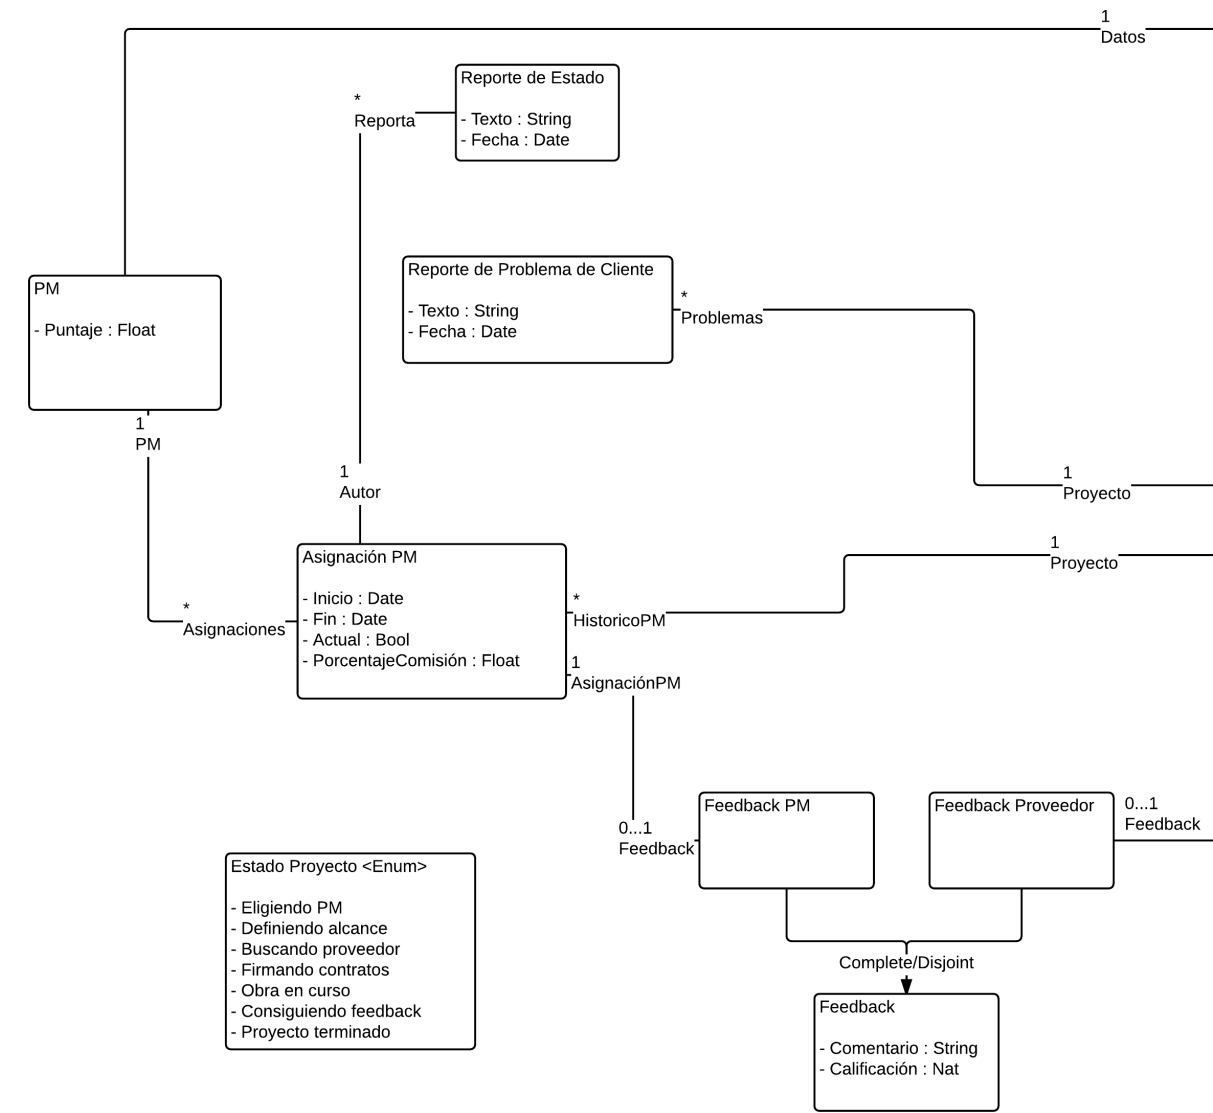 1
Datos
Reporte de Estado
- Texto : String
- Fecha : Date
*
Reporta
Reporte de Problema de Cliente
- Texto : String
- Fecha : Date
*
Problemas
PM
- Puntaje : Float
1
PM
1
Autor
1
Proyecto
1
Proyecto
Asignación PM
- Inicio : Date
- Fin : Date
- Actual : Bool
- PorcentajeComisión : Float
*
Asignaciones
*
HistoricoPM
1
AsignaciónPM
Feedback PM
Feedback Proveedor
0...1
Feedback
0...1
Feedback
Estado Proyecto <Enum>
- Eligiendo PM
- Definiendo alcance
- Buscando proveedor
- Firmando contratos
- Obra en curso
- Consiguiendo feedback
- Proyecto terminado
Complete/Disjoint
Feedback
- Comentario : String
- Calificación : Nat